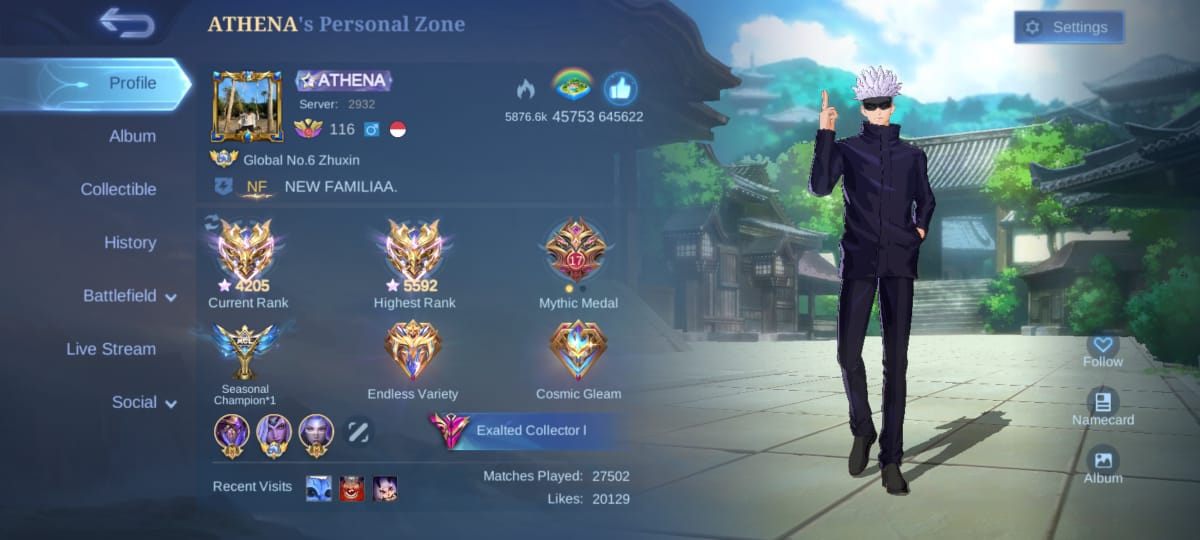 ATHENA's Personal Zone
Settings
Profile
Album
Collectible
History
Battlefield
Live Stream
Social
ATHENA
Server: 2932
116
5876.6k 45753 645622
Global No.6 Zhuxin
NF NEW FAMILIAA.
4205
Current Rank
5592
Highest Rank
17
Mythic Medal
MCL
Seasonal
Champion*1
Endless Variety
Cosmic Gleam
Exalted Collector I
Recent Visits
Matches Played: 27502
Likes: 20129
Follow
Namecard
Album